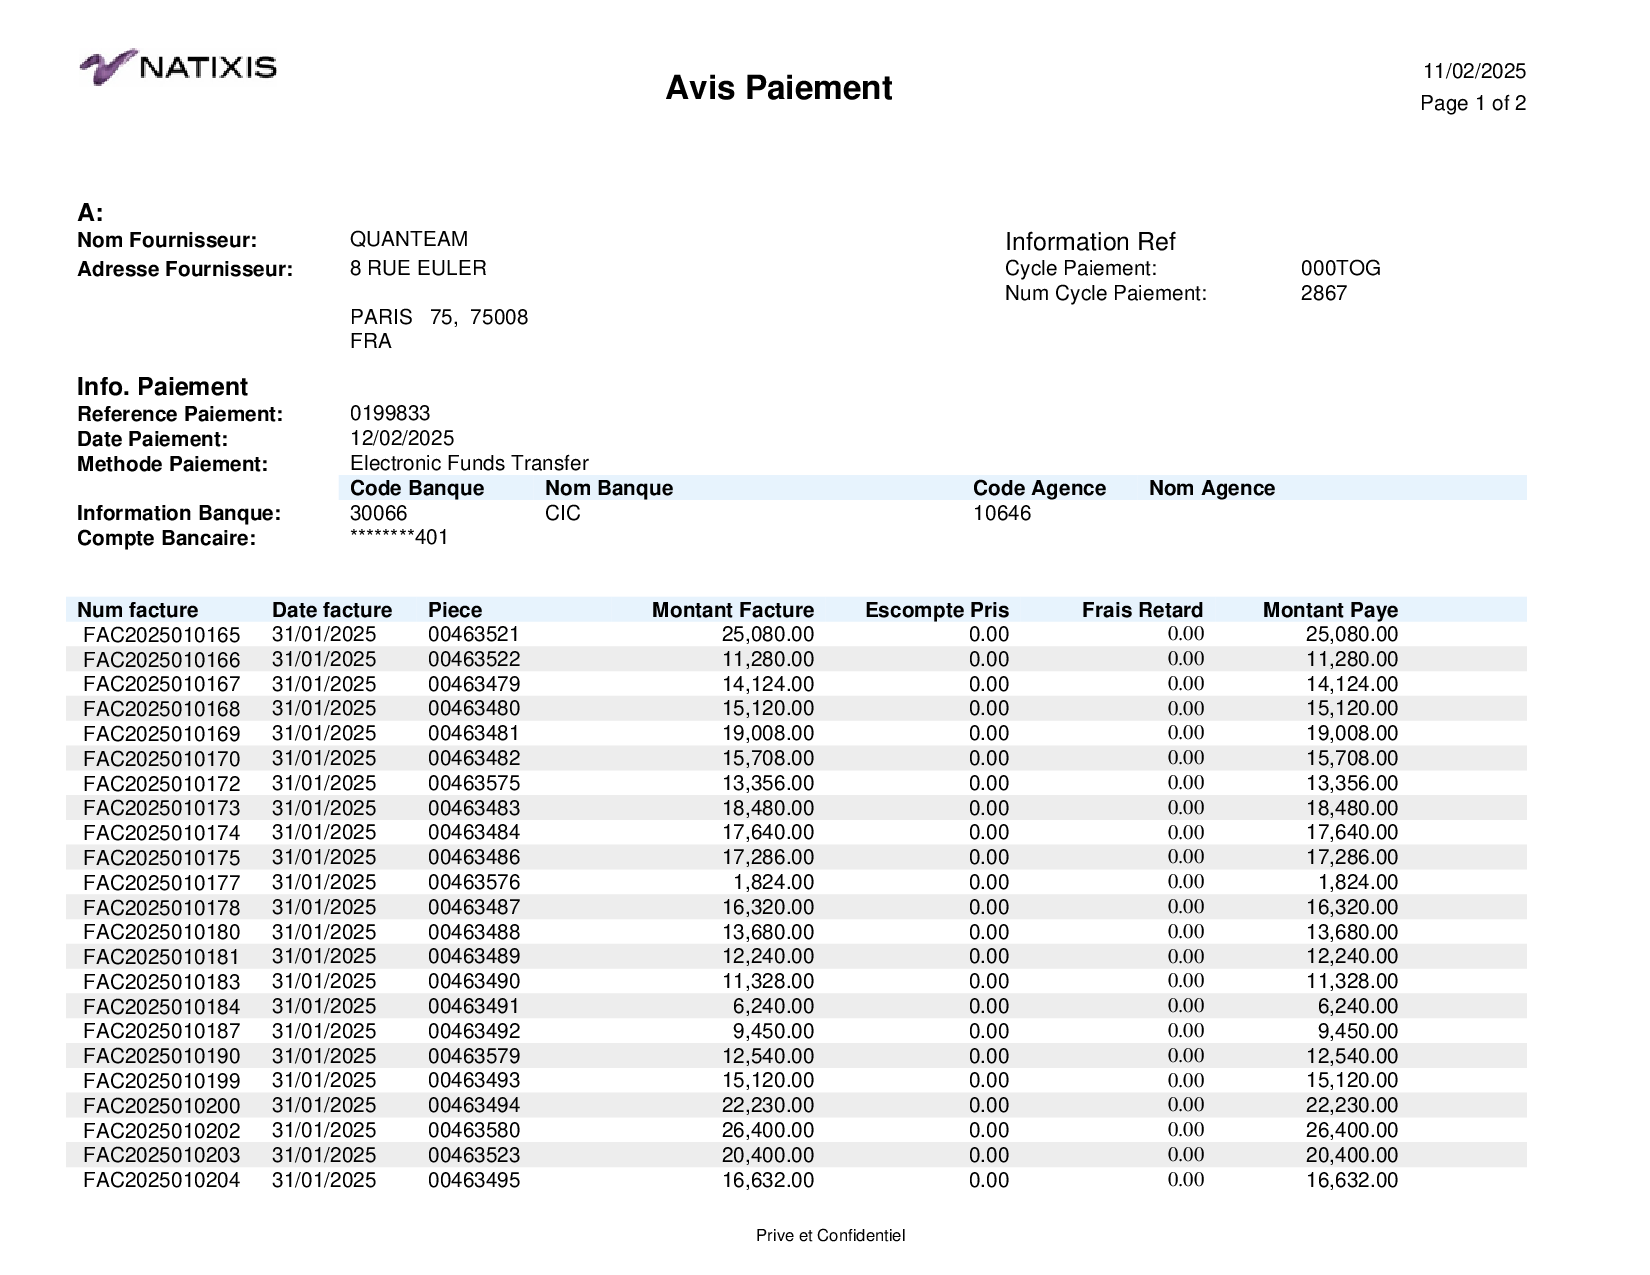 NATIXIS
Avis Paiement
11/02/2025
Page 1 of 2
A:
Nom Fournisseur: QUANTEAM
Adresse Fournisseur: 8 RUE EULER
PARIS 75, 75008
FRA
Information Ref
Cycle Paiement: 000TOG
Num Cycle Paiement: 2867
Info. Paiement
Reference Paiement: 0199833
Date Paiement: 12/02/2025
Methode Paiement: Electronic Funds Transfer
Code Banque Nom Banque Code Agence Nom Agence
Information Banque: 30066 CIC 10646
Compte Bancaire: ********401
Num facture Date facture Piece Montant Facture Escompte Pris Frais Retard Montant Paye
FAC2025010165 31/01/2025 00463521 25,080.00 0.00 0.00 25,080.00
FAC2025010166 31/01/2025 00463522 11,280.00 0.00 0.00 11,280.00
FAC2025010167 31/01/2025 00463479 14,124.00 0.00 0.00 14,124.00
FAC2025010168 31/01/2025 00463480 15,120.00 0.00 0.00 15,120.00
FAC2025010169 31/01/2025 00463481 19,008.00 0.00 0.00 19,008.00
FAC2025010170 31/01/2025 00463482 15,708.00 0.00 0.00 15,708.00
FAC2025010172 31/01/2025 00463575 13,356.00 0.00 0.00 13,356.00
FAC2025010173 31/01/2025 00463483 18,480.00 0.00 0.00 18,480.00
FAC2025010174 31/01/2025 00463484 17,640.00 0.00 0.00 17,640.00
FAC2025010175 31/01/2025 00463486 17,286.00 0.00 0.00 17,286.00
FAC2025010177 31/01/2025 00463576 1,824.00 0.00 0.00 1,824.00
FAC2025010178 31/01/2025 00463487 16,320.00 0.00 0.00 16,320.00
FAC2025010180 31/01/2025 00463488 13,680.00 0.00 0.00 13,680.00
FAC2025010181 31/01/2025 00463489 12,240.00 0.00 0.00 12,240.00
FAC2025010183 31/01/2025 00463490 11,328.00 0.00 0.00 11,328.00
FAC2025010184 31/01/2025 00463491 6,240.00 0.00 0.00 6,240.00
FAC2025010187 31/01/2025 00463492 9,450.00 0.00 0.00 9,450.00
FAC2025010190 31/01/2025 00463579 12,540.00 0.00 0.00 12,540.00
FAC2025010199 31/01/2025 00463493 15,120.00 0.00 0.00 15,120.00
FAC2025010200 31/01/2025 00463494 22,230.00 0.00 0.00 22,230.00
FAC2025010202 31/01/2025 00463580 26,400.00 0.00 0.00 26,400.00
FAC2025010203 31/01/2025 00463523 20,400.00 0.00 0.00 20,400.00
FAC2025010204 31/01/2025 00463495 16,632.00 0.00 0.00 16,632.00
Prive et Confidentiel